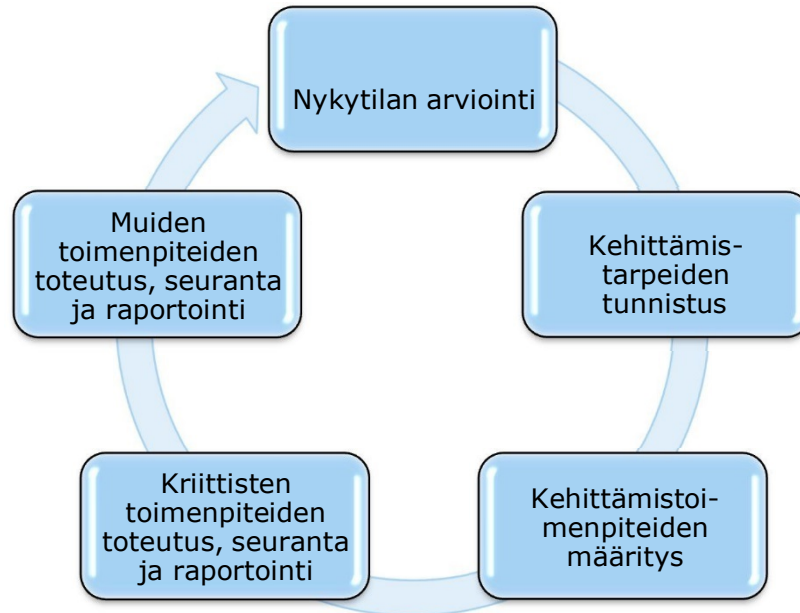 Nykytilan arviointi
Kehittämis-
tarpeiden
tunnistus
Kehittämistoi-
menpiteiden
määritys
Kriittisten
toimenpiteiden
toteutus, seuranta
ja raportointi
Muiden
toimenpiteiden
toteutus, seuranta
ja raportointi